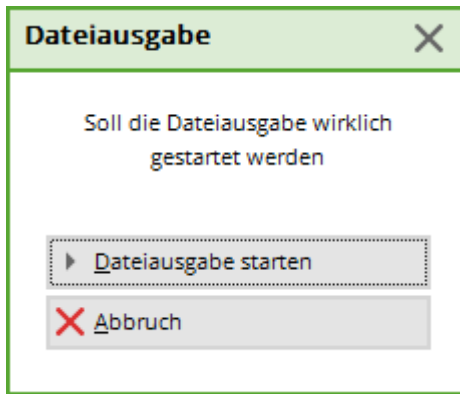 Dateiausgabe
Soll die Dateiausgabe wirklich
gestartet werden
Dateiausgabe starten
Abbruch